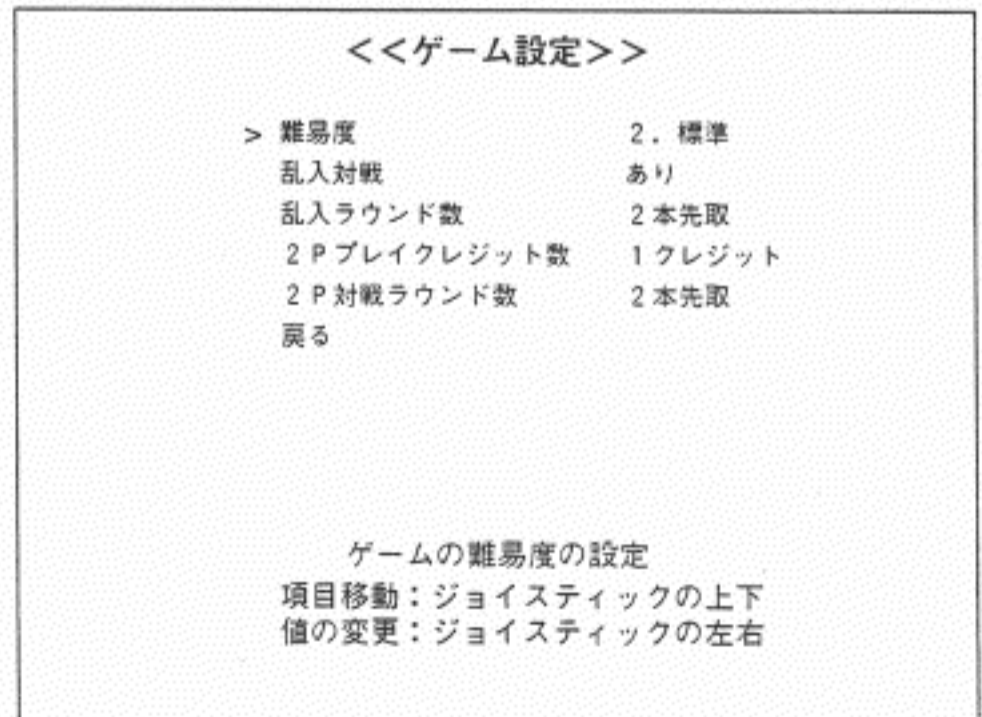 ＜＜ゲーム設定＞＞
> 難易度 2．標準
乱入対戦 あり
乱入ラウンド数 2本先取
2Pプレイクレジット数 1クレジット
2P対戦ラウンド数 2本先取
戻る
ゲームの難易度の設定
項目移動：ジョイスティックの上下
値の変更：ジョイスティックの左右